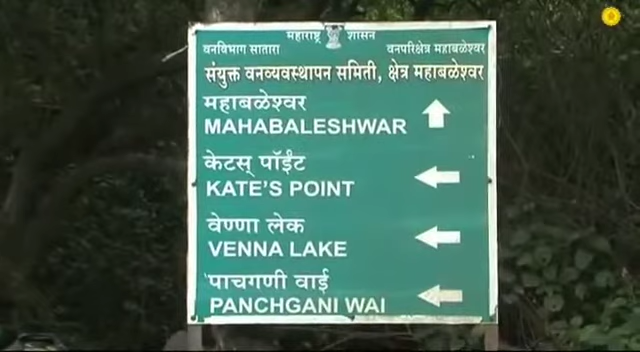 महाराष्ट्र शासन
वनविभाग सातारा वनपरिक्षेत्र महाबळेश्वर
संयुक्त वनव्यवस्थापन समिती, क्षेत्र महाबळेश्वर
महाबळेश्वर
MAHABALESHWAR
केटस् पॉईंट
KATE'S POINT
वेण्णा लेक
VENNA LAKE
पाचगणी वाई
PANCHGANI WAI